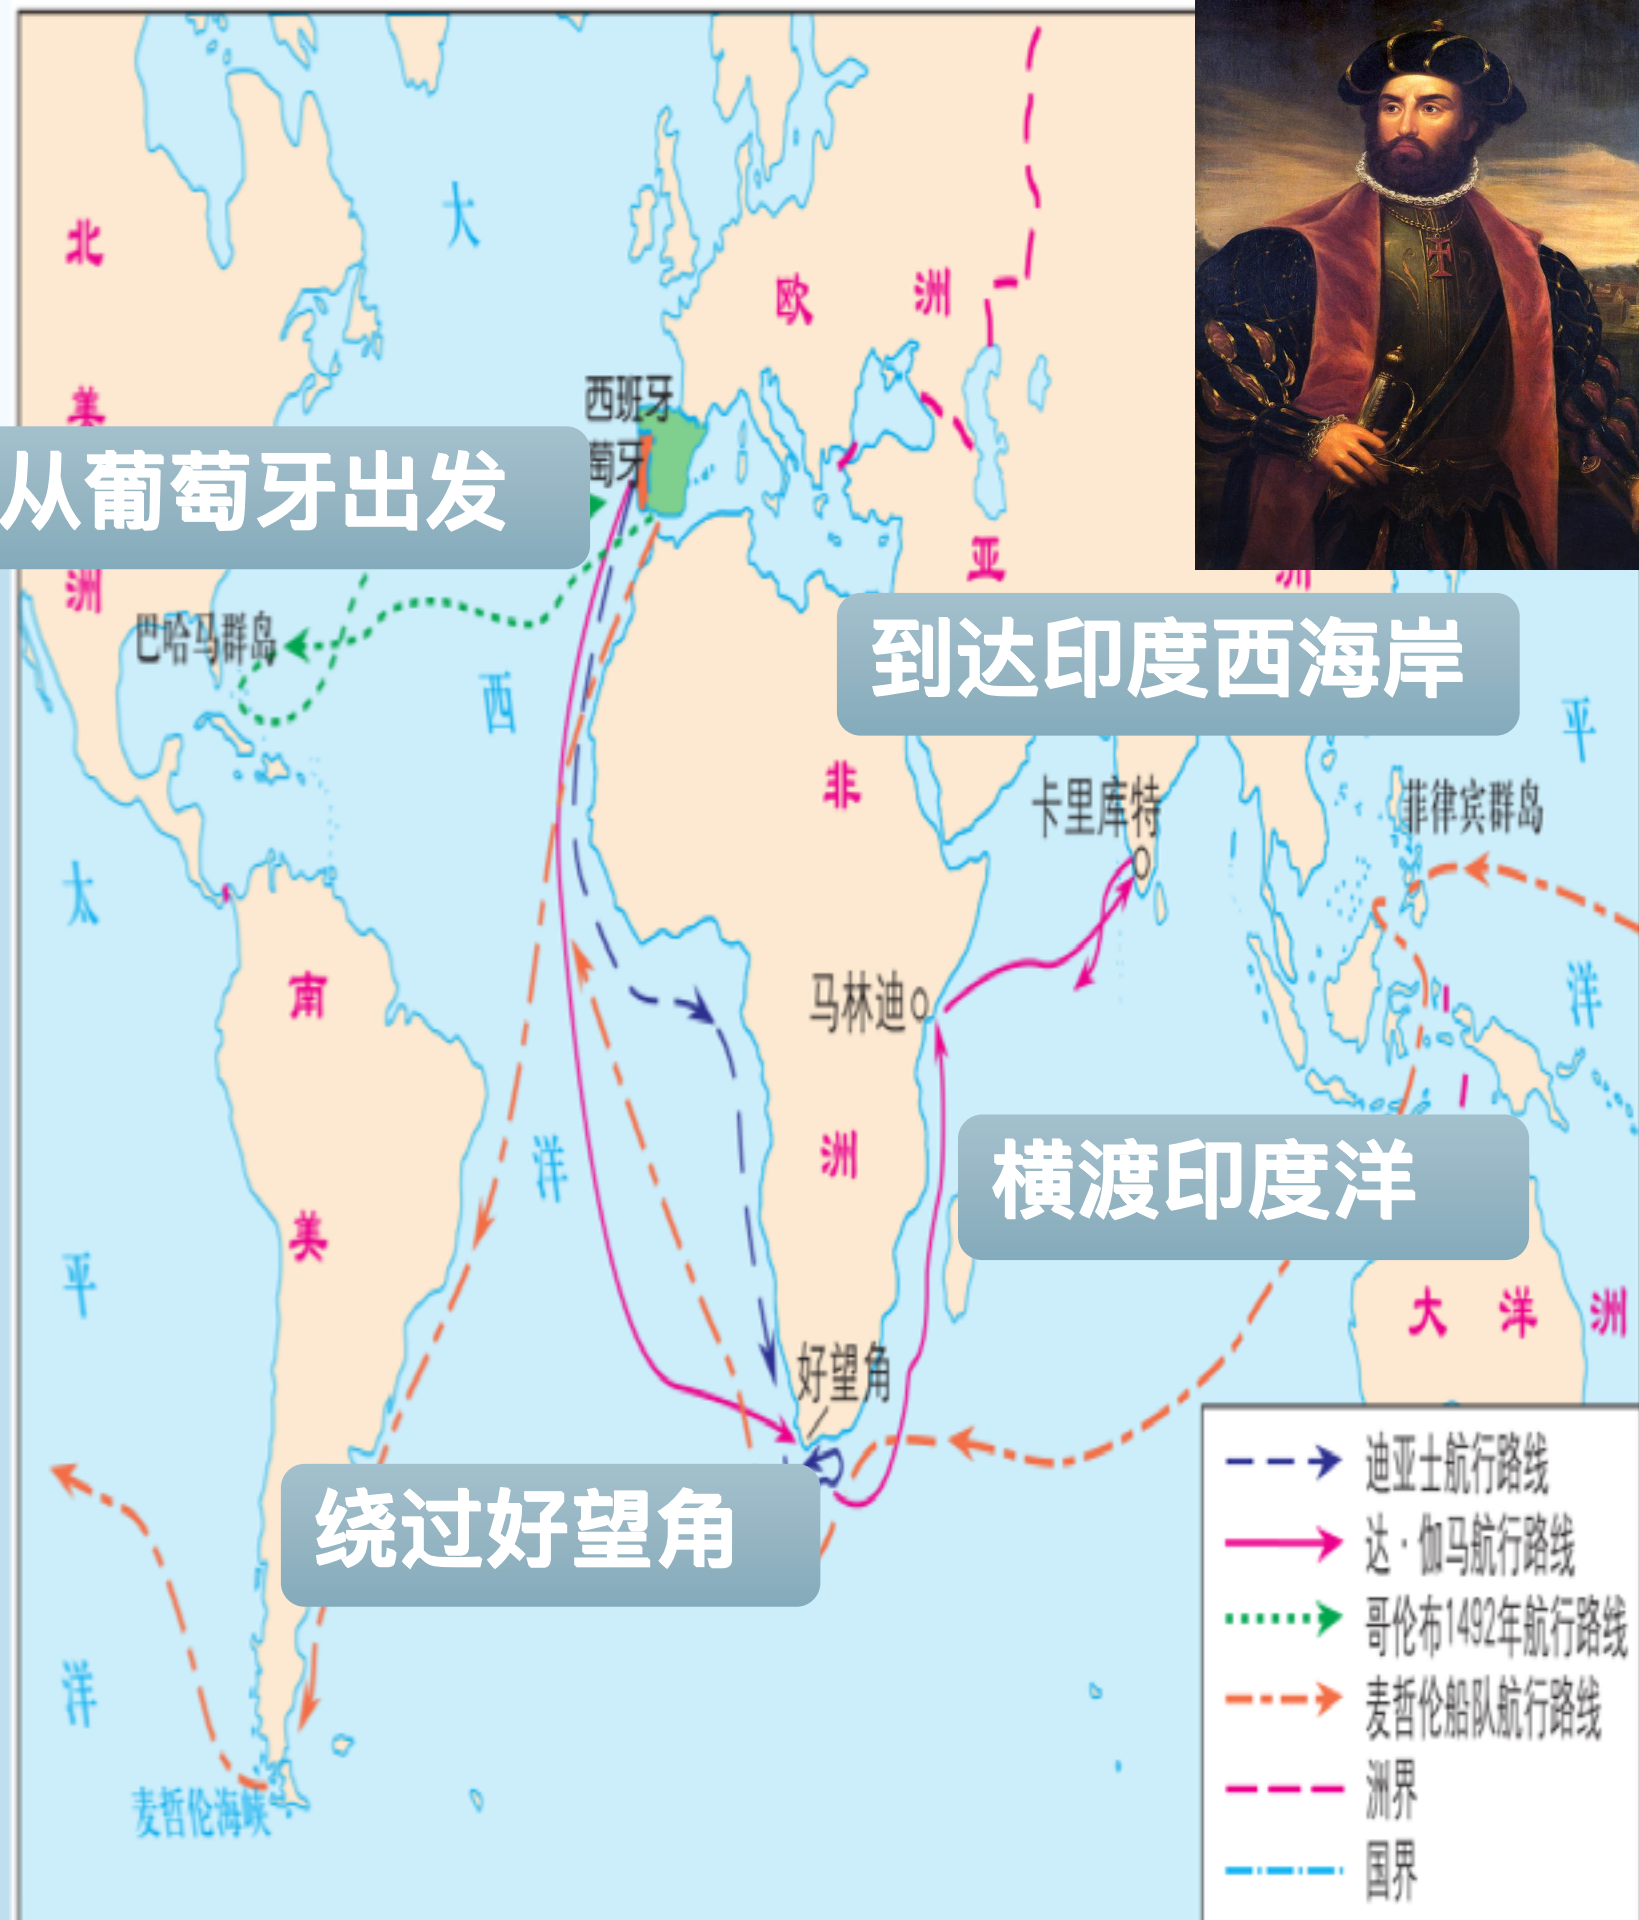 大
北
欧 洲
美
西班牙
萄牙
从葡萄牙出发
亚
洲
洲
巴哈马群岛
到达印度西海岸
西
平
非
卡里库特
菲律宾群岛
太
南
马林迪
洋
洲
洋
横渡印度洋
美
平
大 洋 洲
好望角
绕过好望角
洋
麦哲伦海峡
迪亚士航行路线
达·伽马航行路线
哥伦布1492年航行路线
麦哲伦船队航行路线
洲界
国界